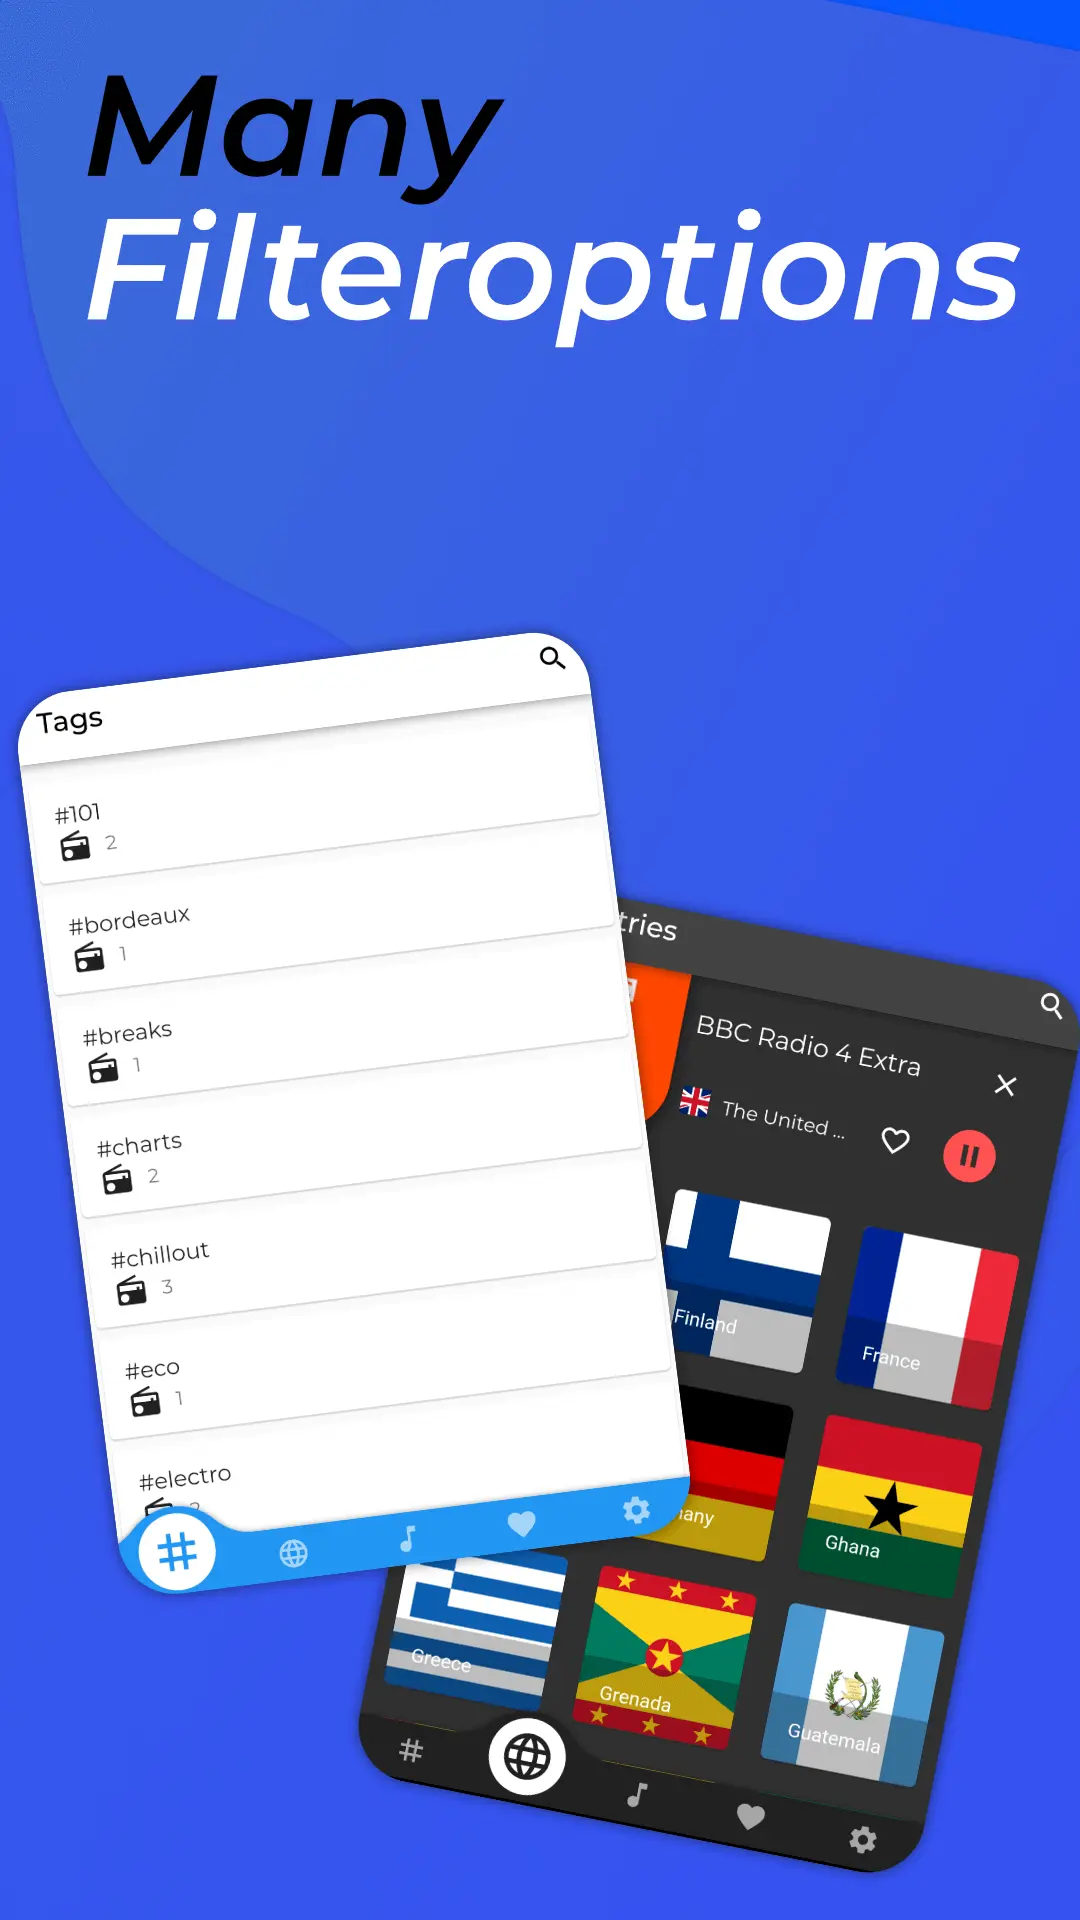 Many
Filteroptions
Tags
#101
2
#bordeaux
1
#breaks
1
#charts
2
#chillout
3
#eco
1
#electro
tries
BBC Radio 4 Extra
The United ...
Finland
France
any
Ghana
Greece
Grenada
Guatemala